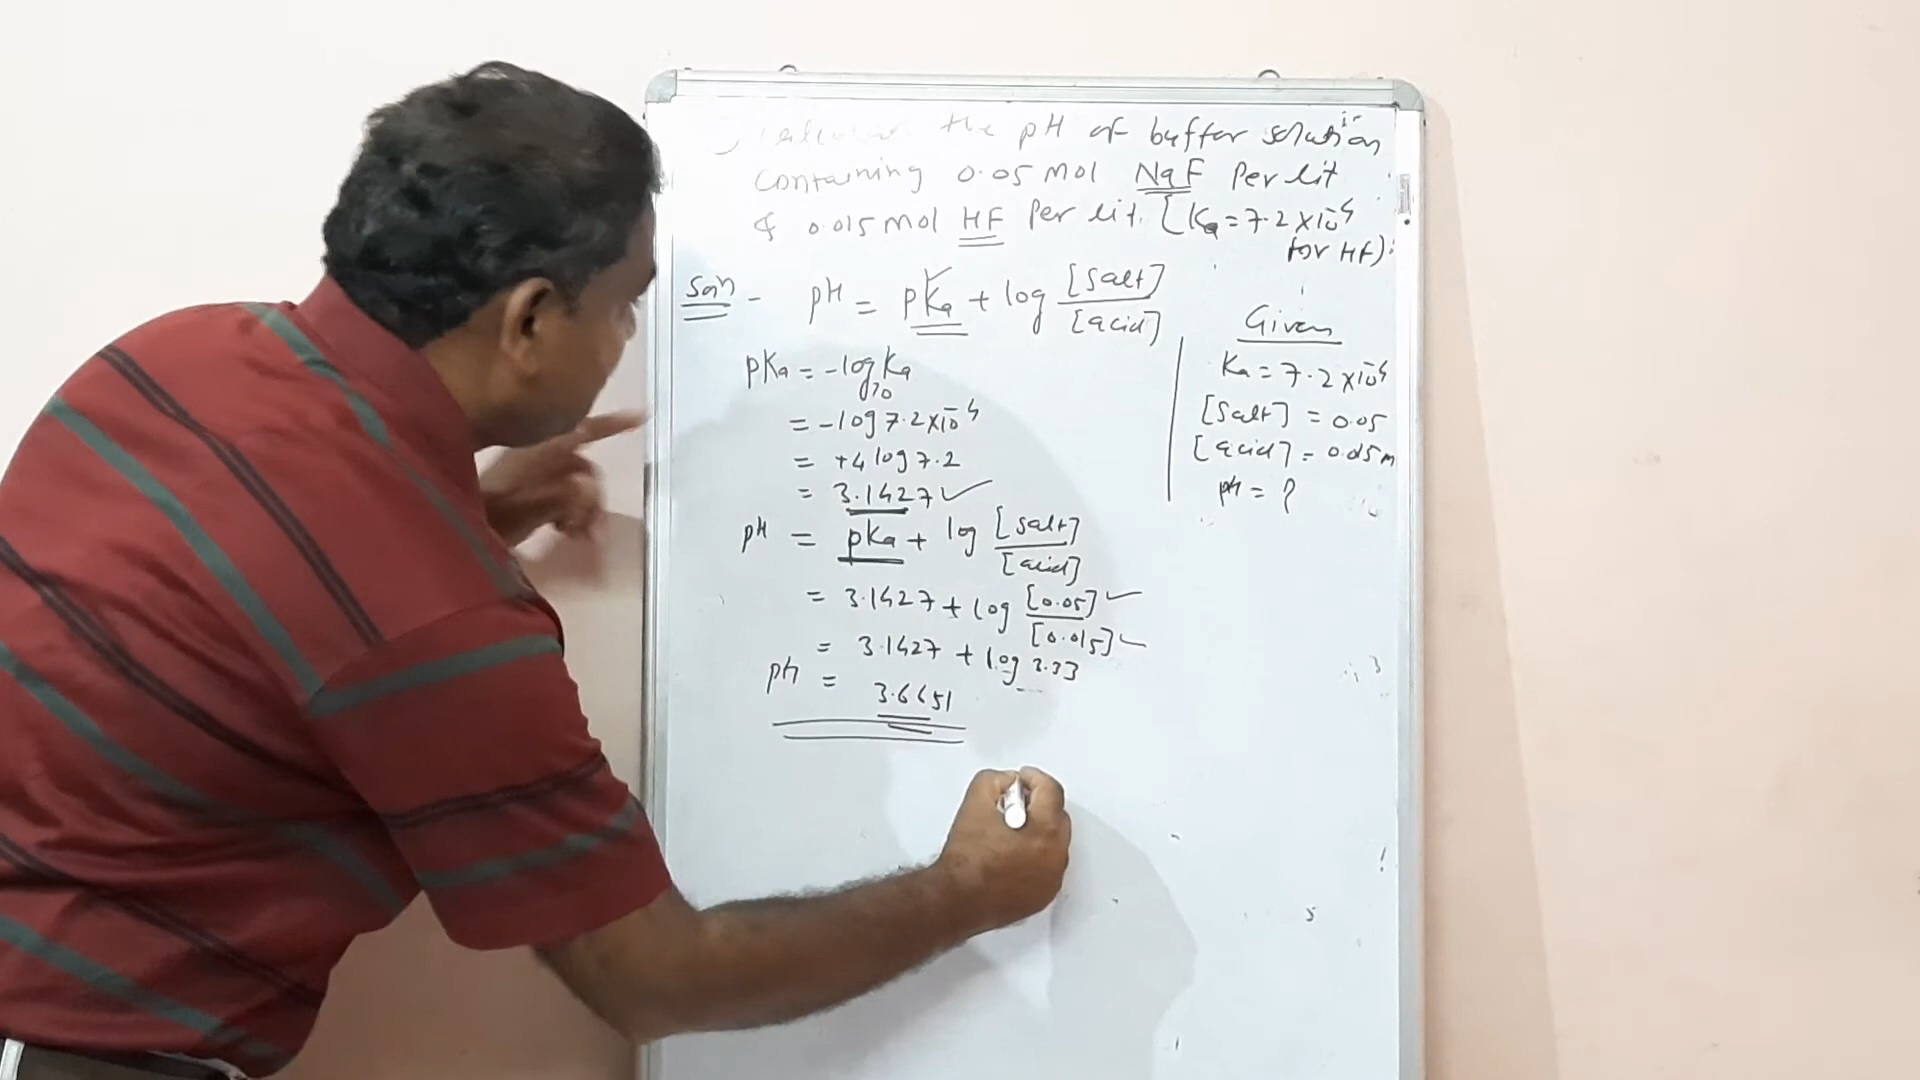 Calculate the pH of buffer solution
containing 0.05 mol NaF per lit
& 0.015 mol HF per lit. [Ka = 7.2 × 10⁻⁴
for HF).
Soln - pH = pKa + log [Salt] / [acid]
Given
Ka = 7.2 × 10⁻⁴
[Salt] = 0.05
[acid] = 0.015 m
pH = ?
pKa = - log₁₀ Ka
= - log 7.2 × 10⁻⁴
= +4 log 7.2
= 3.1427 ✓
pH = pKa + log [salt] / [acid]
= 3.1427 + log [0.05] / [0.015]
= 3.1427 + log 3.33
pH = 3.6651